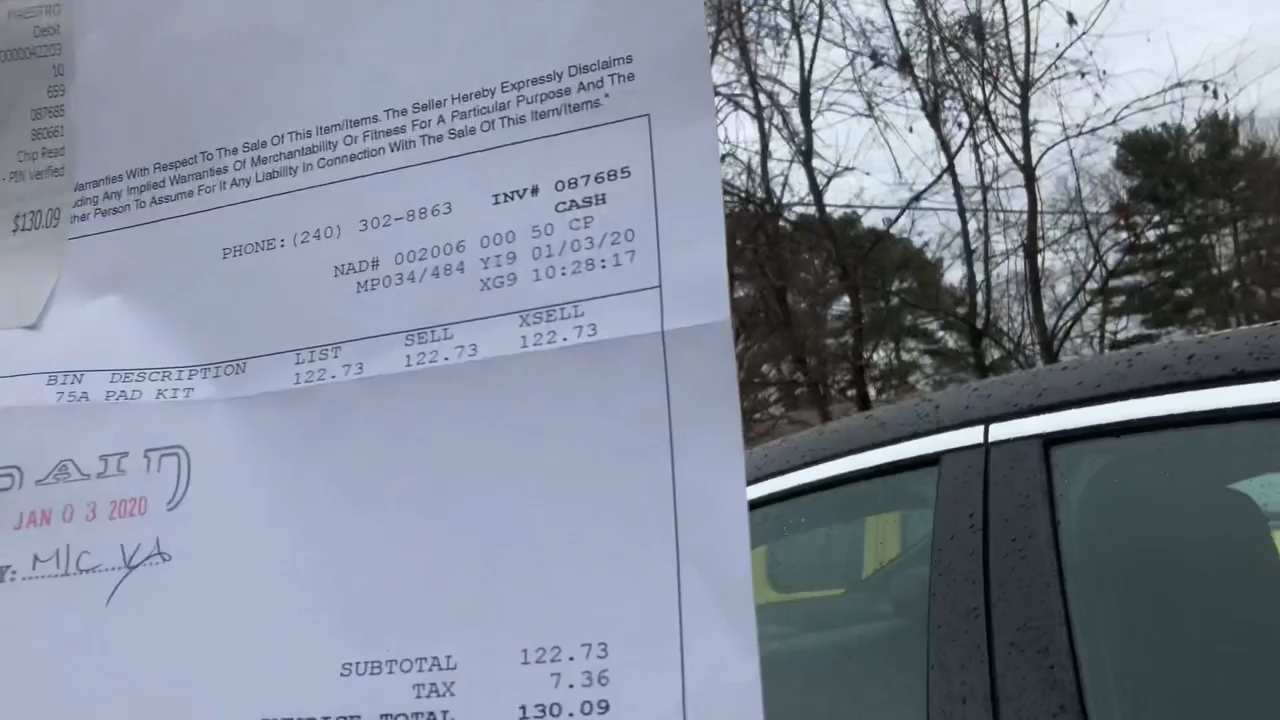 MAESTRO
Debit
0000042203
10
659
087685
860661
Chip Read
- PIN Verified
$130.09
Warranties With Respect To The Sale Of This Item/Items. The Seller Hereby Expressly Disclaims
uding Any Implied Warranties Of Merchantability Or Fitness For A Particular Purpose And The
ther Person To Assume For It Any Liability In Connection With The Sale Of This Item/Items."
PHONE: (240) 302-8863 INV# 087685
CASH
NAD# 002006 000 50 CP
MP034/484 YI9 01/03/20
XG9 10:28:17
BIN DESCRIPTION LIST SELL XSELL
75A PAD KIT 122.73 122.73 122.73
PAID
JAN 03 2020
Y: M/C
SUBTOTAL 122.73
TAX 7.36
TOTAL 130.09